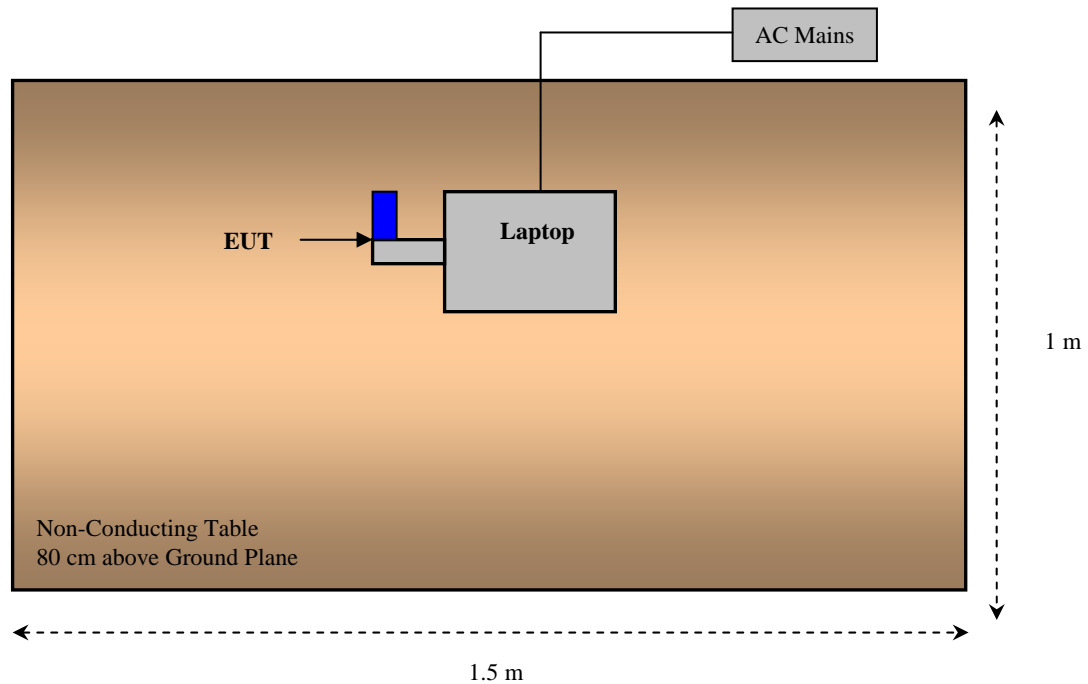 AC Mains
Laptop
EUT
1 m
Non-Conducting Table
80 cm above Ground Plane
1.5 m